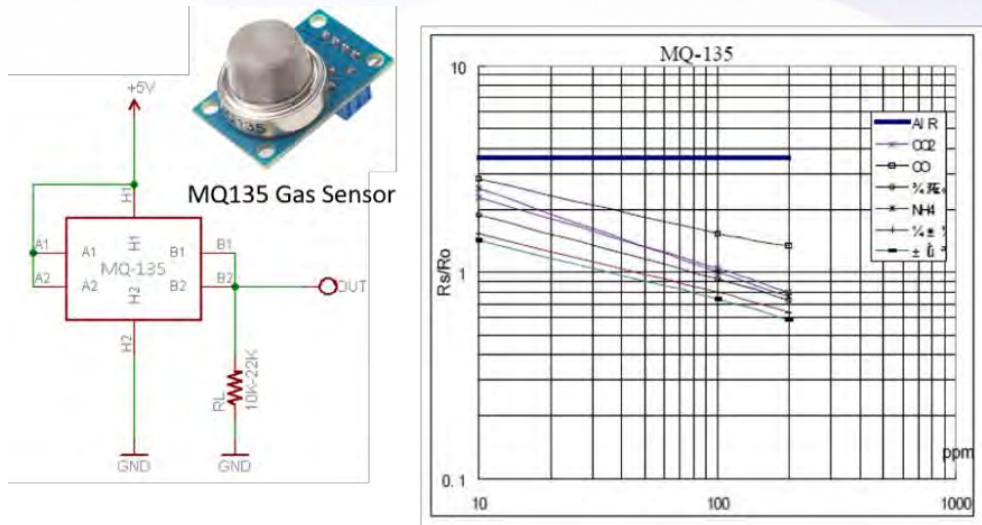 +5V
H1
A1
A2
A1
A2
H1
MQ-135
H2
B1
B2
B1
B2
OUT
H2
RL
10K-22K
GND
GND
MQ135 Gas Sensor
MQ-135
10
1
0.1
Rs/Ro
10
100
1000
ppm
AIR
CO2
CO
NH4